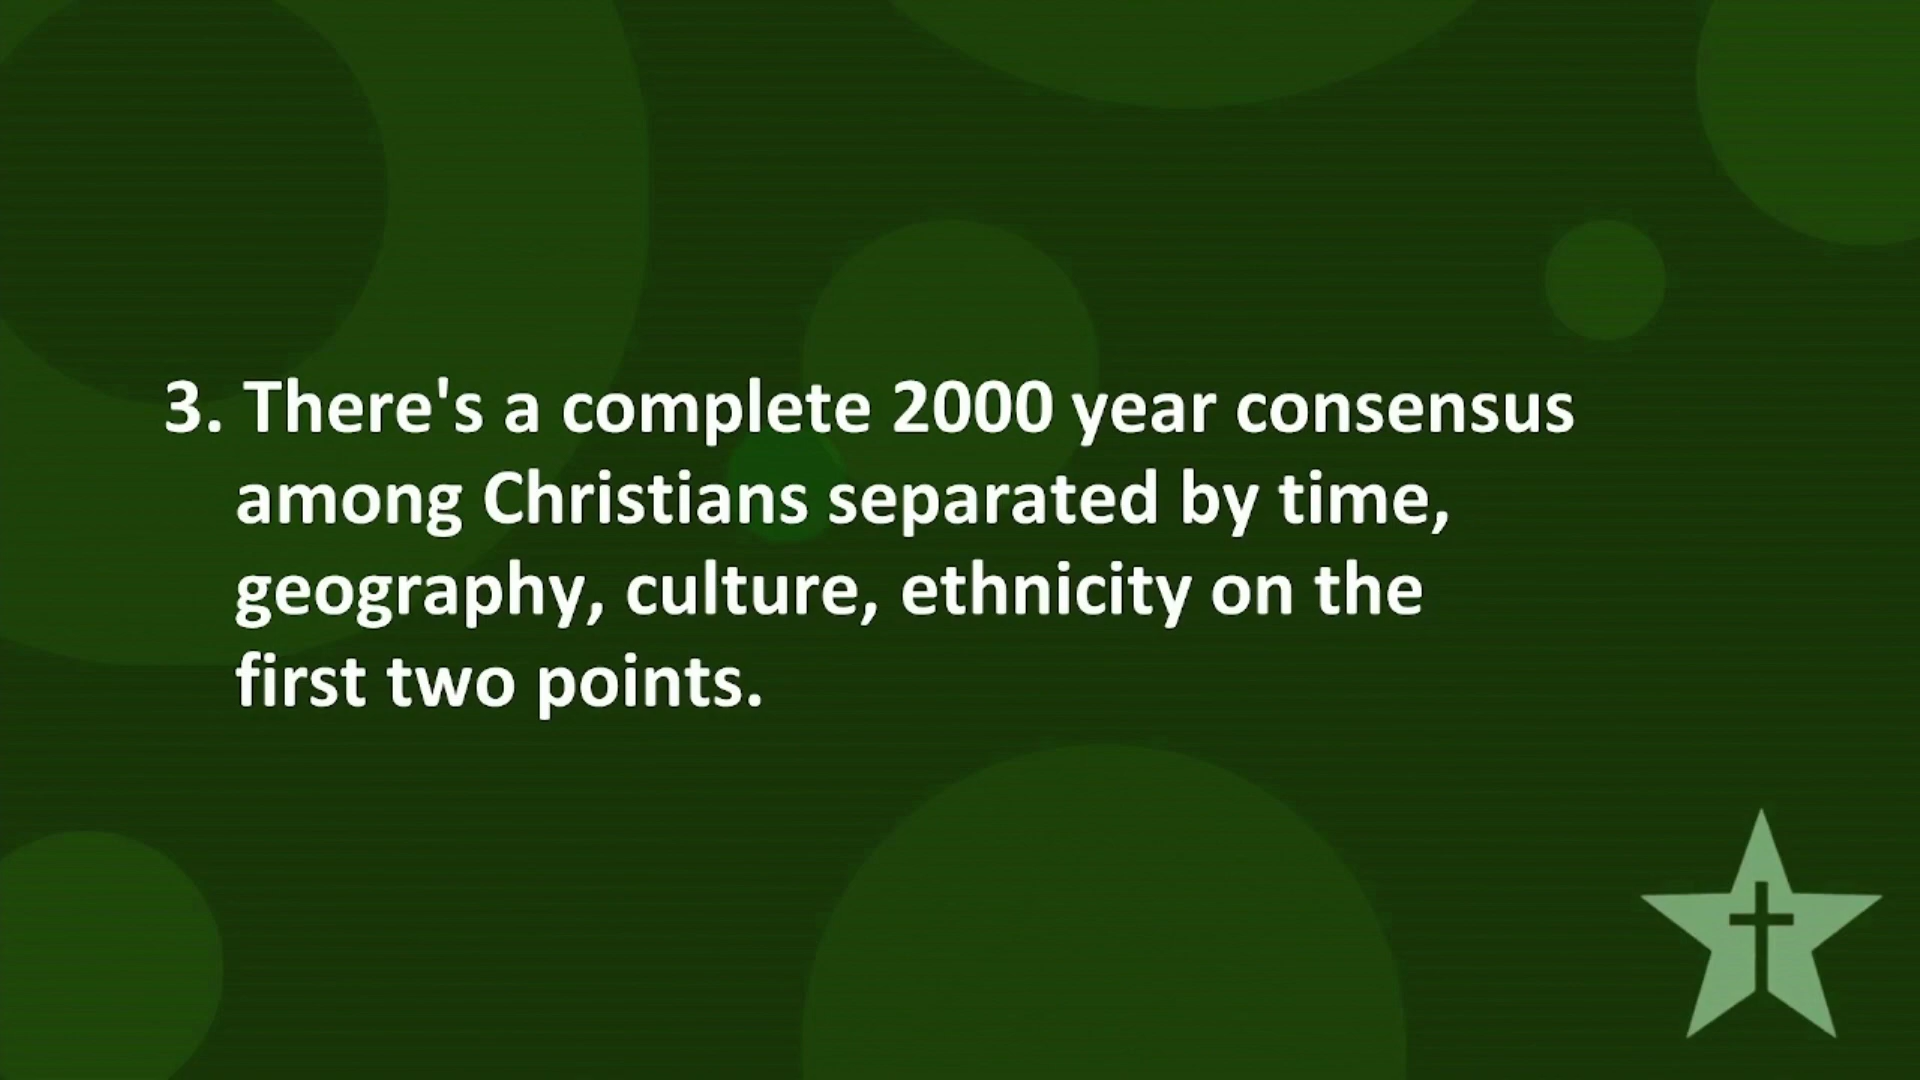 3. There's a complete 2000 year consensus
among Christians separated by time,
geography, culture, ethnicity on the
first two points.